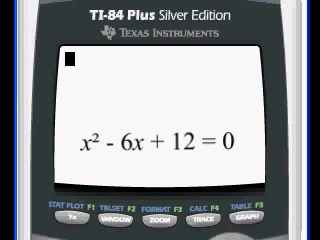 TI-84 Plus Silver Edition
TEXAS INSTRUMENTS
x² - 6x + 12 = 0
STAT PLOT F1 TBLSET F2 FORMAT F3 CALC F4 TABLE F5
Y= WINDOW ZOOM TRACE GRAPH